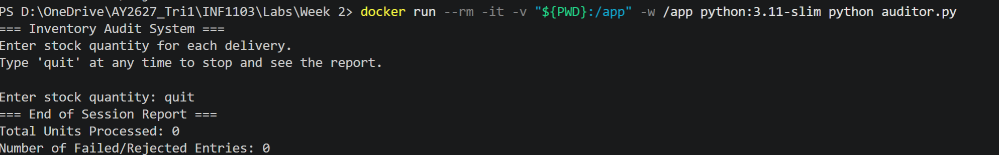 PS D:\OneDrive\AY2627_Tri1\INF1103\Labs\Week 2> docker run --rm -it -v "${PWD}:/app" -w /app python:3.11-slim python auditor.py
=== Inventory Audit System ===
Enter stock quantity for each delivery.
Type 'quit' at any time to stop and see the report.

Enter stock quantity: quit
=== End of Session Report ===
Total Units Processed: 0
Number of Failed/Rejected Entries: 0